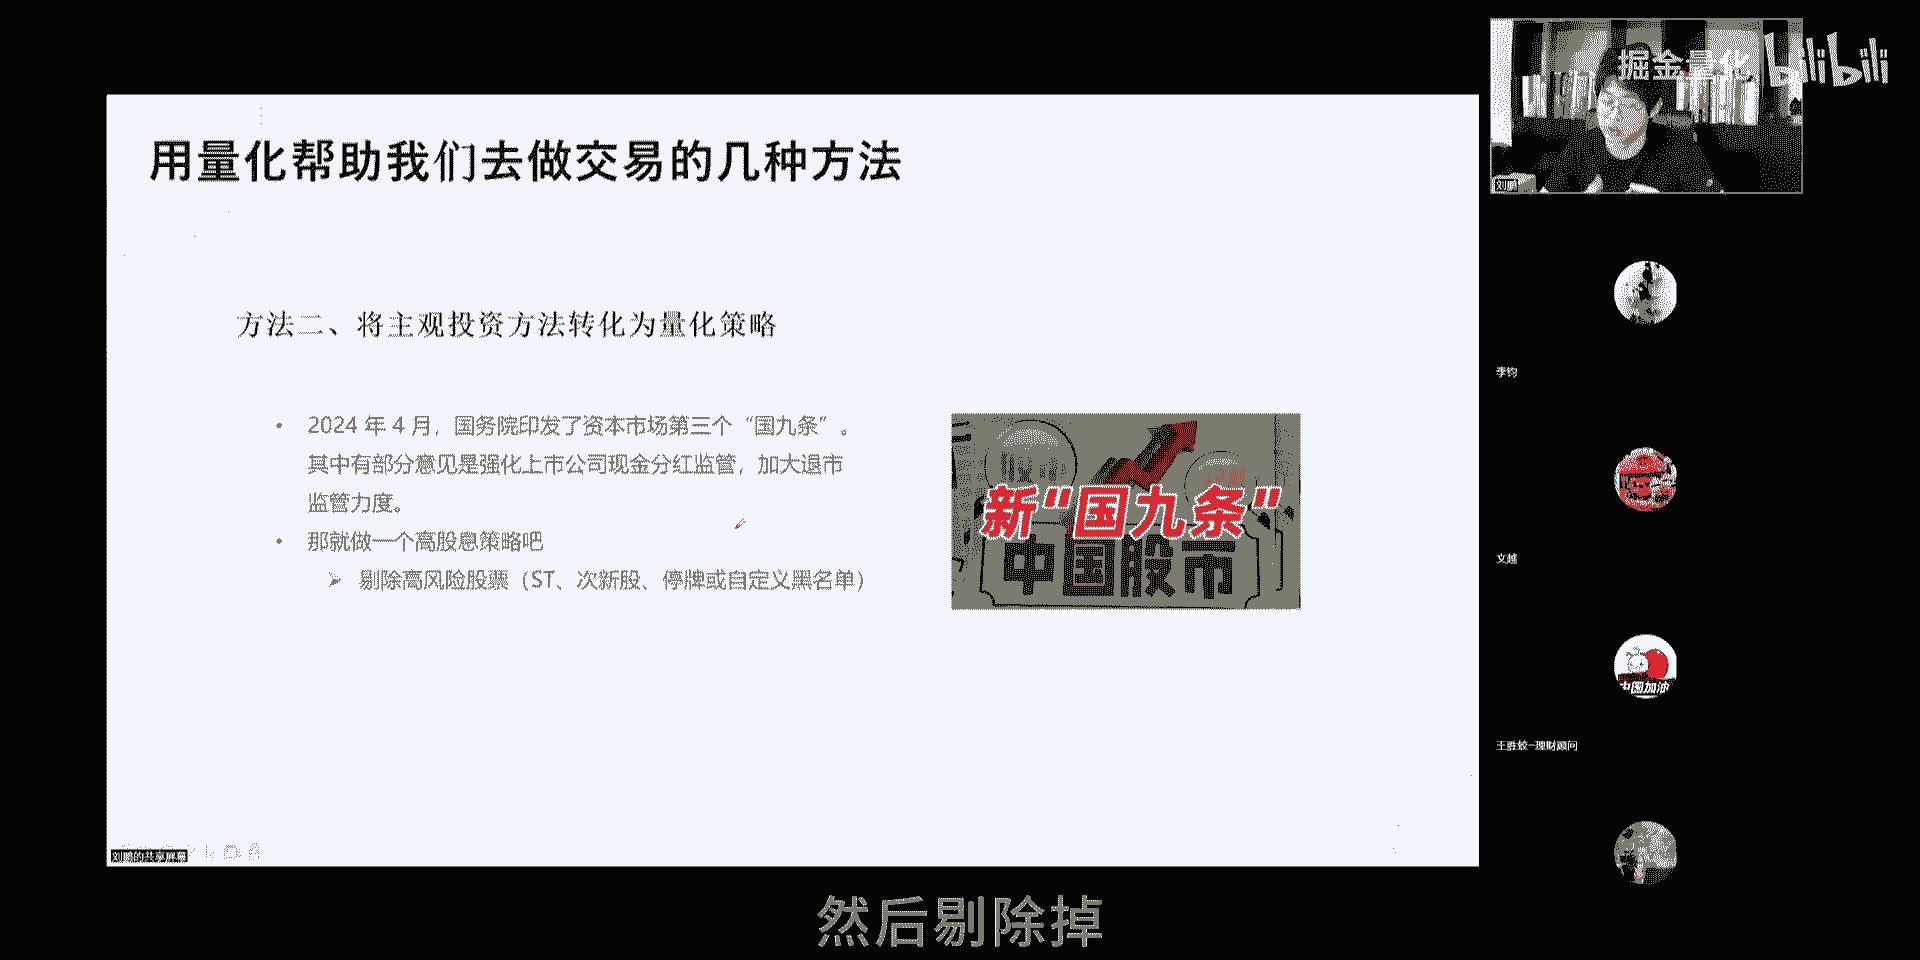 掘金量化 bilibili
用量化帮助我们去做交易的几种方法
刘鹏
方法二、将主观投资方法转化为量化策略
李钧
• 2024 年 4 月，国务院印发了资本市场第三个“国九条”。
其中有部分意见是强化上市公司现金分红监管，加大退市
监管力度。
• 那就做一个高股息策略吧
➢ 剔除高风险股票（ST、次新股、停牌或自定义黑名单）
新“国九条”
中国股市
文越
中国加油
理财顾问
刘鹏的共享屏幕
然后剔除掉